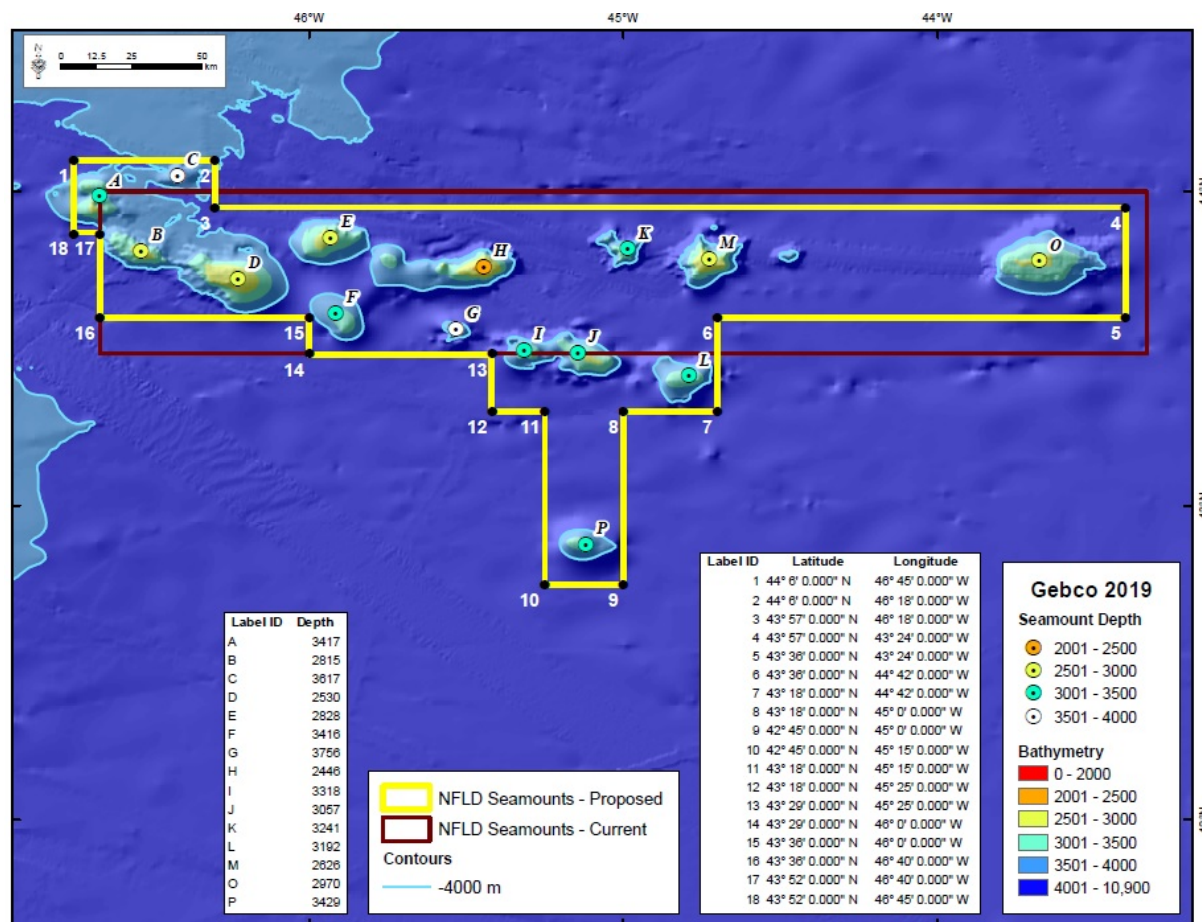 46°W 45°W 44°W
N
0 12.5 25 50
km
C
1 2
A
44°N
3 4
18 17
E
B
K
H M O
D
F
G
16 15 6 5
I J
14 13
L
12 11 8 7
43°N
P
10 9
Label ID Depth
A 3417
B 2815
C 3617
D 2530
E 2828
F 3416
G 3756
H 2446
I 3318
J 3057
K 3241
L 3192
M 2626
O 2970
P 3429
NFLD Seamounts - Proposed
NFLD Seamounts - Current
Contours
-4000 m
Label ID Latitude Longitude
1 44° 6' 0.000" N 46° 45' 0.000" W
2 44° 6' 0.000" N 46° 18' 0.000" W
3 43° 57' 0.000" N 46° 18' 0.000" W
4 43° 57' 0.000" N 43° 24' 0.000" W
5 43° 36' 0.000" N 43° 24' 0.000" W
6 43° 36' 0.000" N 44° 42' 0.000" W
7 43° 18' 0.000" N 44° 42' 0.000" W
8 43° 18' 0.000" N 45° 0' 0.000" W
9 42° 45' 0.000" N 45° 0' 0.000" W
10 42° 45' 0.000" N 45° 15' 0.000" W
11 43° 18' 0.000" N 45° 15' 0.000" W
12 43° 18' 0.000" N 45° 25' 0.000" W
13 43° 29' 0.000" N 45° 25' 0.000" W
14 43° 29' 0.000" N 46° 0' 0.000" W
15 43° 36' 0.000" N 46° 0' 0.000" W
16 43° 36' 0.000" N 46° 40' 0.000" W
17 43° 52' 0.000" N 46° 40' 0.000" W
18 43° 52' 0.000" N 46° 45' 0.000" W
Gebco 2019
Seamount Depth
2001 - 2500
2501 - 3000
3001 - 3500
3501 - 4000
Bathymetry
0 - 2000
2001 - 2500
2501 - 3000
3001 - 3500
3501 - 4000
4001 - 10,900